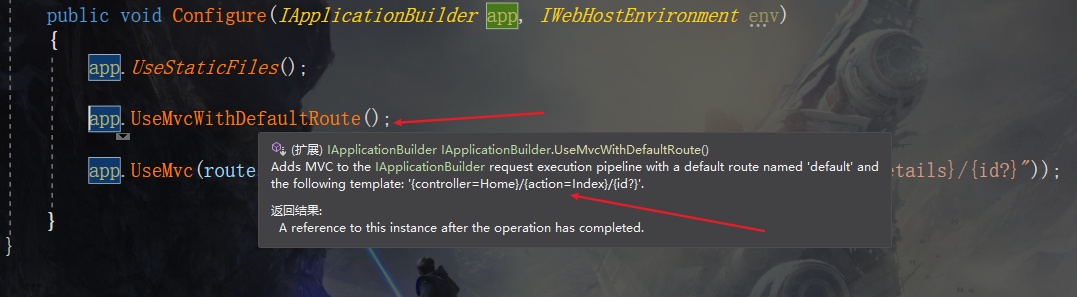 public void Configure(IApplicationBuilder app, IWebHostEnvironment env)
{
app.UseStaticFiles();
app.UseMvcWithDefaultRoute();
(扩展) IApplicationBuilder IApplicationBuilder.UseMvcWithDefaultRoute()
Adds MVC to the IApplicationBuilder request execution pipeline with a default route named 'default' and
the following template: '{controller=Home}/{action=Index}/{id?}'.
返回结果:
A reference to this instance after the operation has completed.
app.UseMvc(route etails}/{id?}"));
}
}